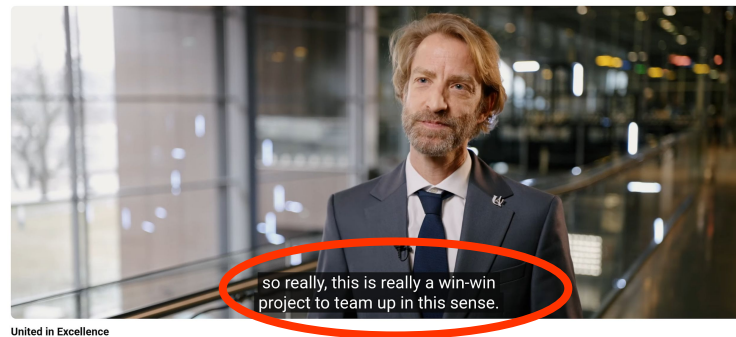 so really, this is really a win-win
project to team up in this sense.
United in Excellence